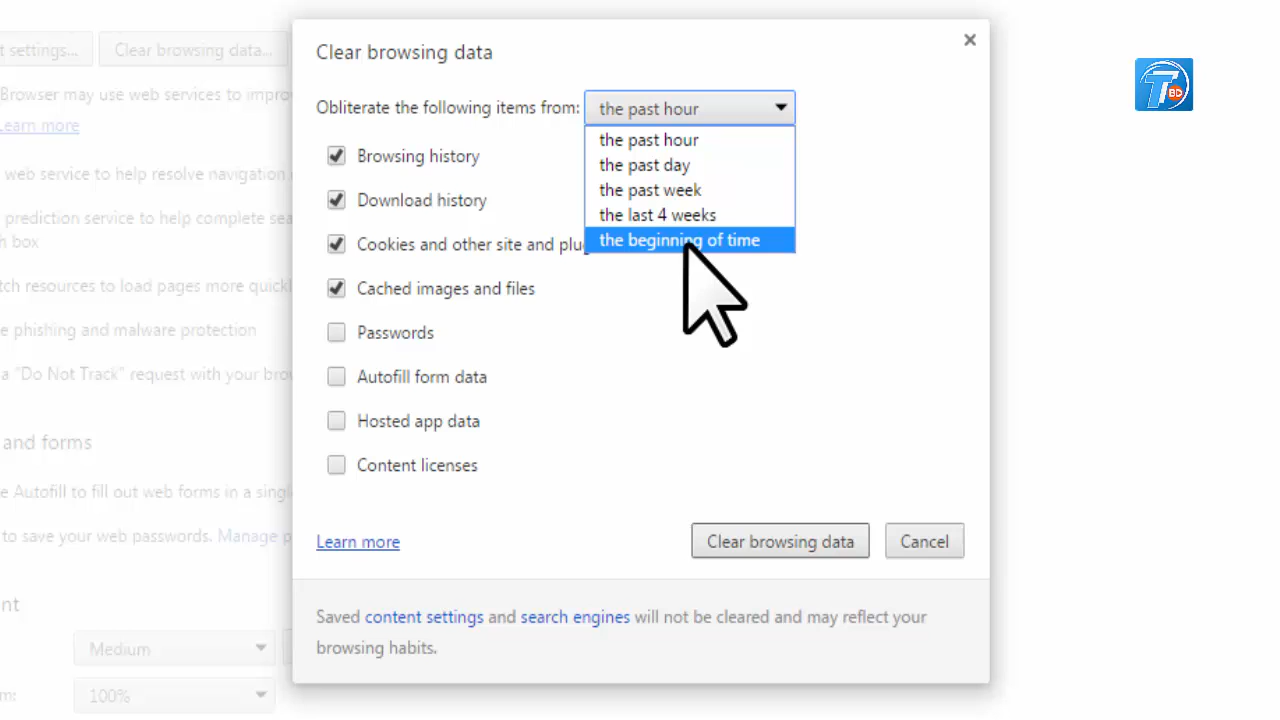 Clear browsing data
t settings...
Clear browsing data...
Obliterate the following items from:
the past hour
the past hour
the past day
the past week
the last 4 weeks
the beginning of time
Browsing history
Download history
Cookies and other site and plug
Cached images and files
Passwords
Autofill form data
Hosted app data
Content licenses
Learn more
Clear browsing data
Cancel
Saved content settings and search engines will not be cleared and may reflect your
browsing habits.
Browser may use web services to impro
Learn more
web service to help resolve navigation
prediction service to help complete sea
h box
tch resources to load pages more quickl
e phishing and malware protection
a "Do Not Track" request with your brow
and forms
e Autofill to fill out web forms in a singl
to save your web passwords. Manage p
nt
Medium
m:
100%
T BD